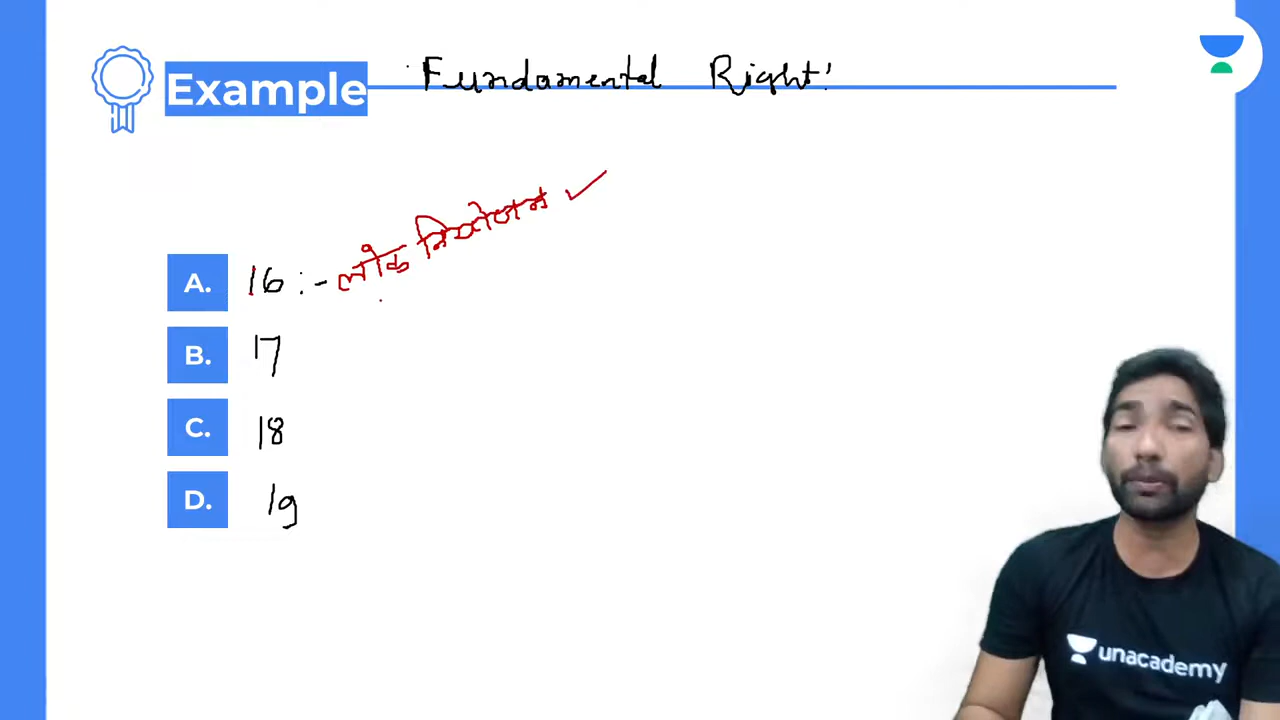 Example Fundamental Right
A. 16 :- लोक नियोजन ✓
B. 17
C. 18
D. 19
unacademy